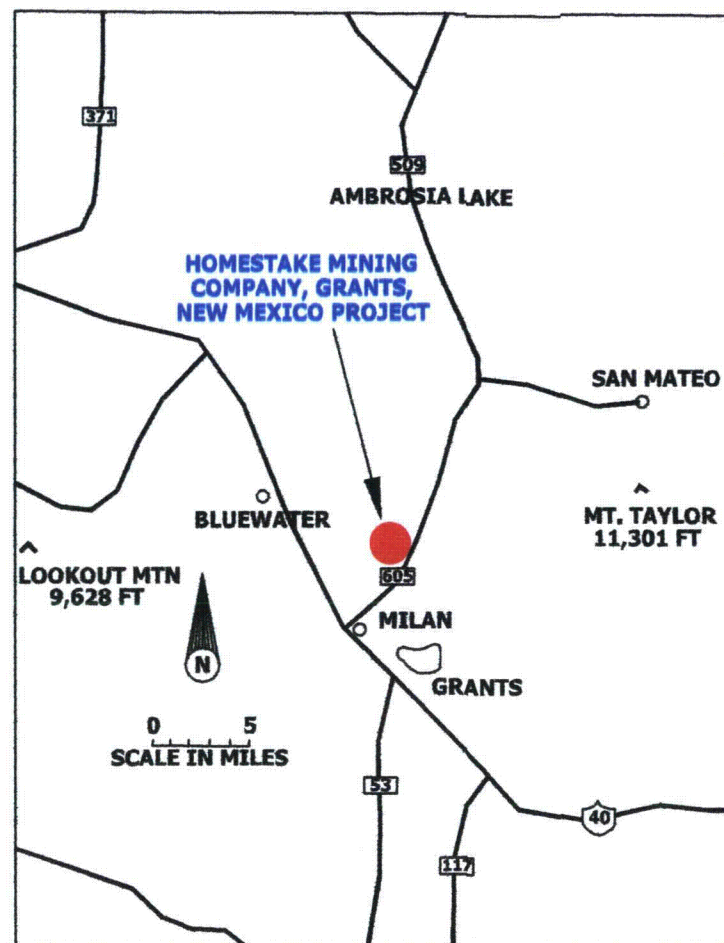 371
509
AMBROSIA LAKE
HOMESTAKE MINING
COMPANY, GRANTS,
NEW MEXICO PROJECT
SAN MATEO
BLUEWATER
MT. TAYLOR
11,301 FT
LOOKOUT MTN
9,628 FT
605
MILAN
N
GRANTS
0 5
SCALE IN MILES
53
40
117